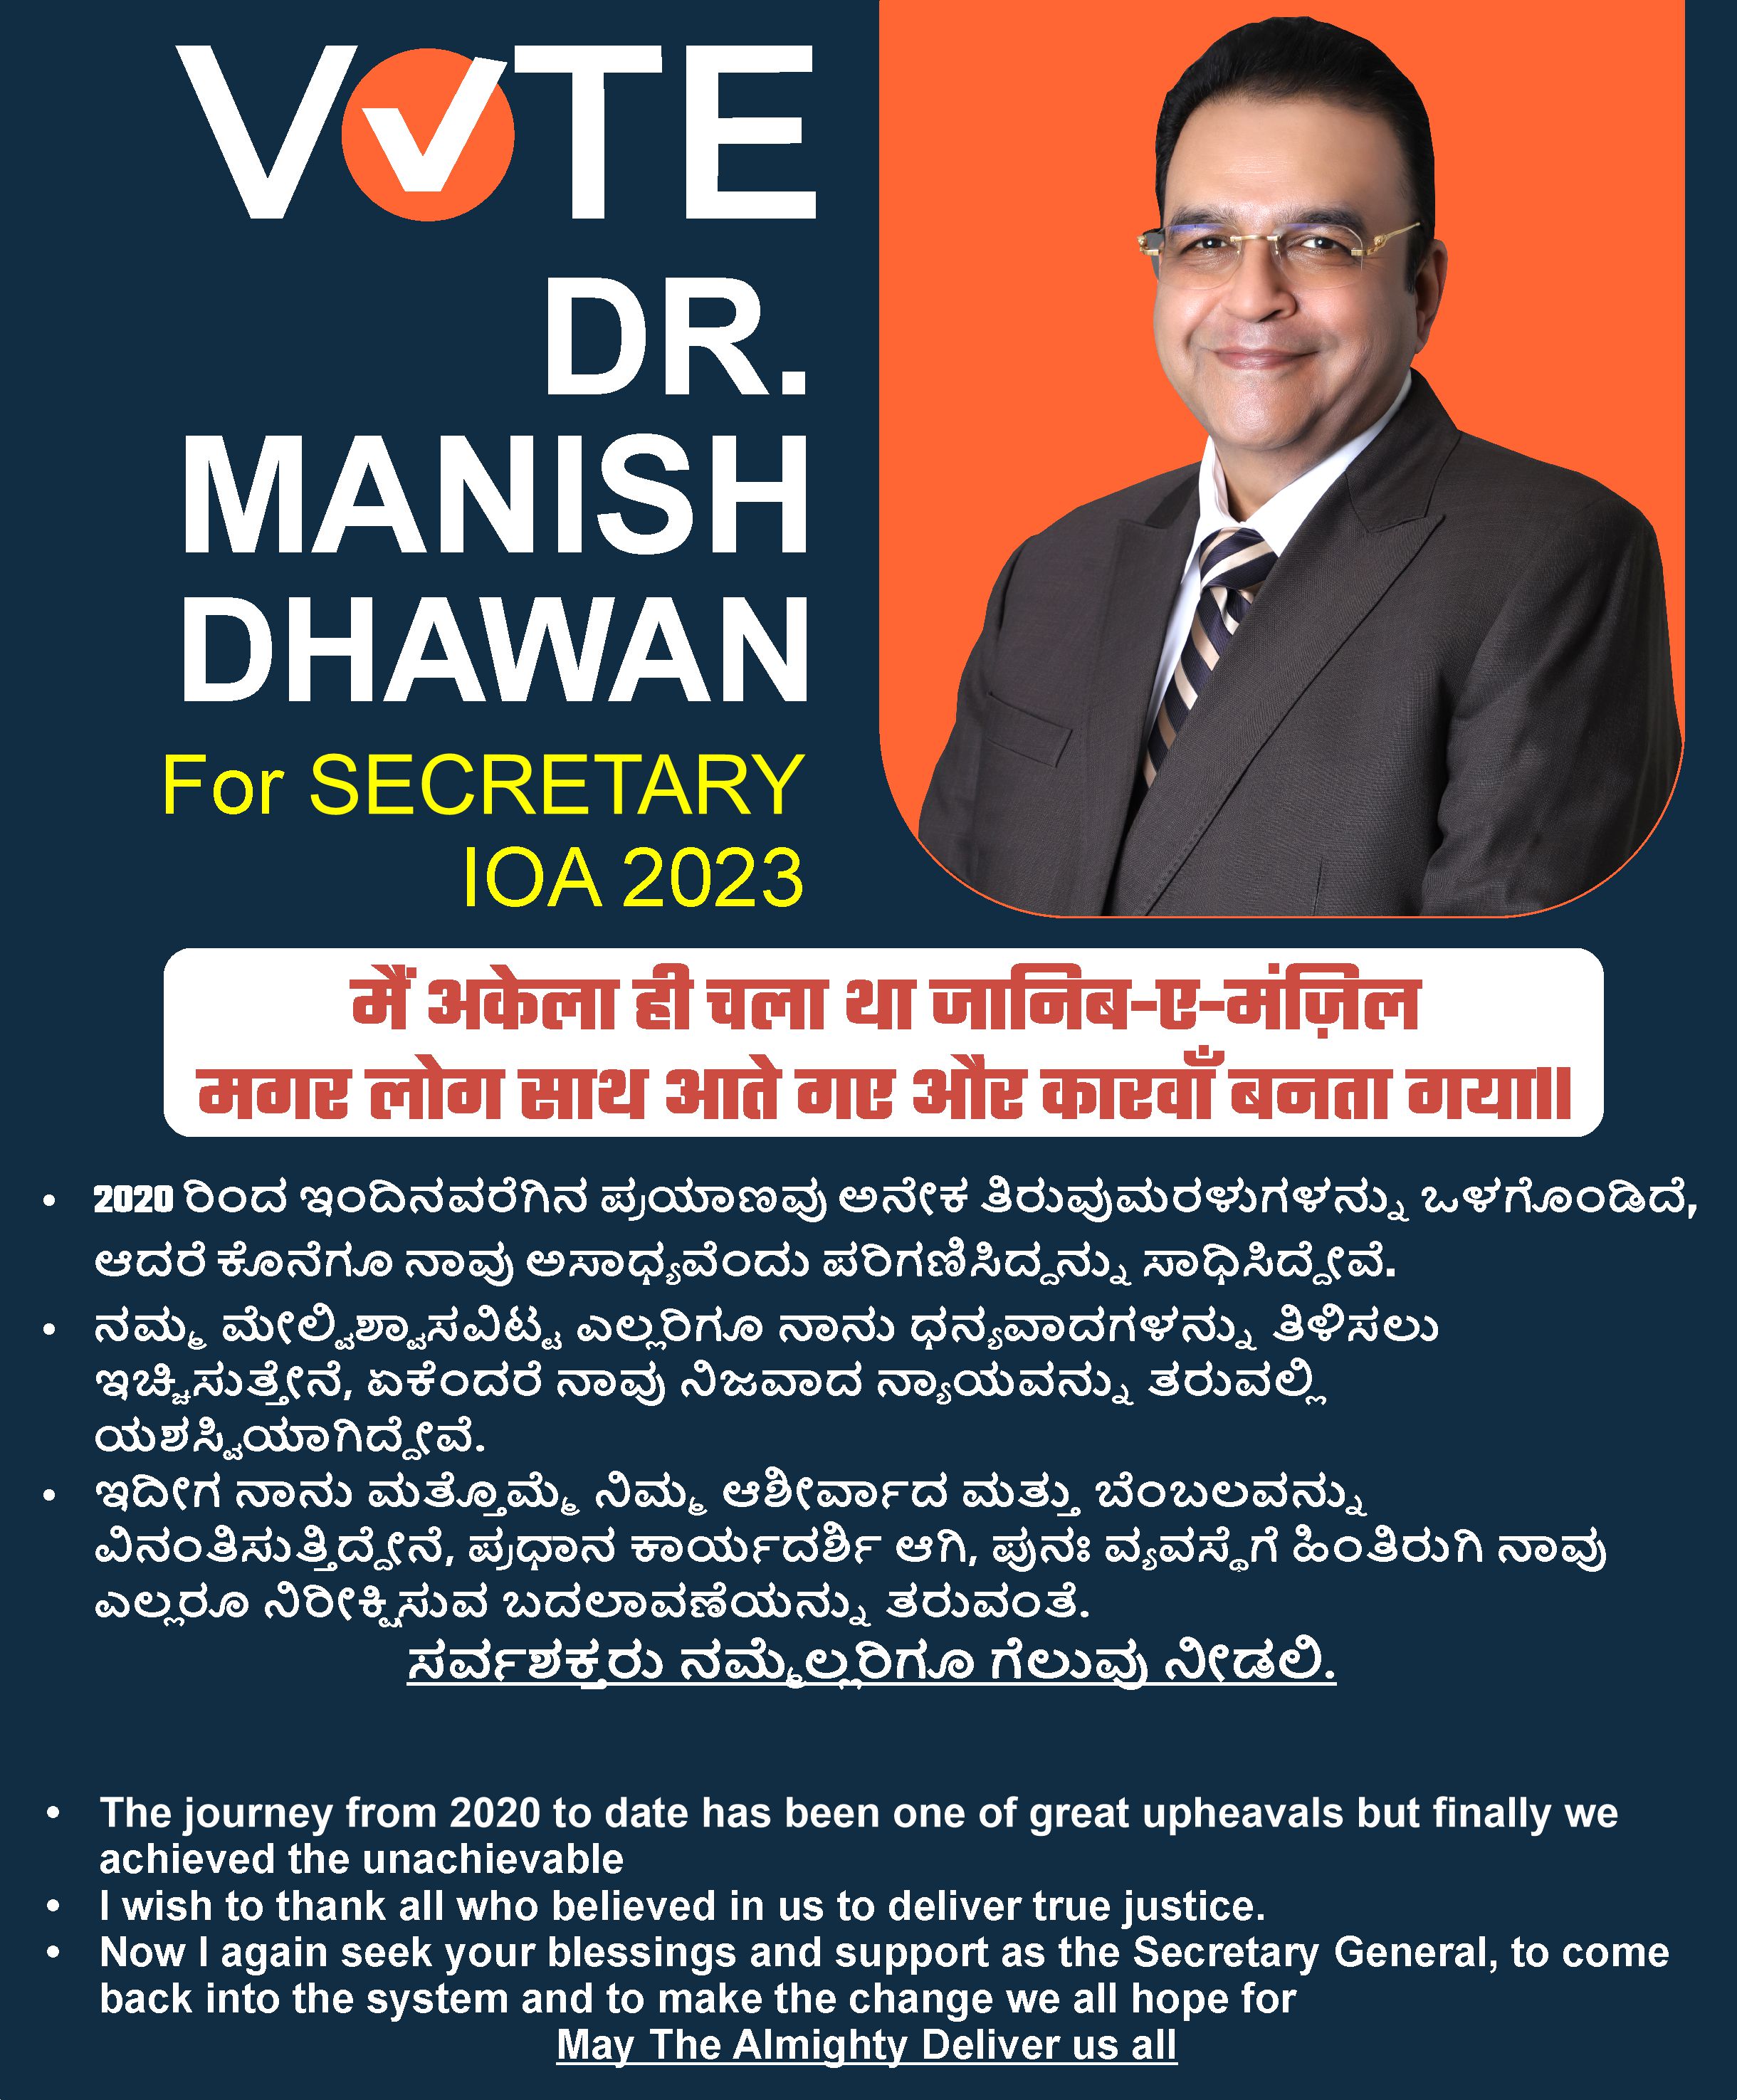 VOTE
DR.
MANISH
DHAWAN
For SECRETARY
IOA 2023
मैं अकेला ही चला था जानिब-ए-मंज़िल
मगर लोग साथ आते गए और कारवाँ बनता गया॥
• 2020 ರಿಂದ ಇಂದಿನವರೆಗಿನ ಪ್ರಯಾಣವು ಅನೇಕ ತಿರುವುಮರಳುಗಳನ್ನು ಒಳಗೊಂಡಿದೆ,
ಆದರೆ ಕೊನೆಗೂ ನಾವು ಅಸಾಧ್ಯವೆಂದು ಪರಿಗಣಿಸಿದ್ದನ್ನು ಸಾಧಿಸಿದ್ದೇವೆ.
• ನಮ್ಮ ಮೇಲ್ವಿಶ್ವಾಸವಿಟ್ಟ ಎಲ್ಲರಿಗೂ ನಾನು ಧನ್ಯವಾದಗಳನ್ನು ತಿಳಿಸಲು
ಇಚ್ಚಿಸುತ್ತೇನೆ, ಏಕೆಂದರೆ ನಾವು ನಿಜವಾದ ನ್ಯಾಯವನ್ನು ತರುವಲ್ಲಿ
ಯಶಸ್ವಿಯಾಗಿದ್ದೇವೆ.
• ಇದೀಗ ನಾನು ಮತ್ತೊಮ್ಮೆ ನಿಮ್ಮ ಆಶೀರ್ವಾದ ಮತ್ತು ಬೆಂಬಲವನ್ನು
ವಿನಂತಿಸುತ್ತಿದ್ದೇನೆ, ಪ್ರಧಾನ ಕಾರ್ಯದರ್ಶಿ ಆಗಿ, ಪುನಃ ವ್ಯವಸ್ಥೆಗೆ ಹಿಂತಿರುಗಿ ನಾವು
ಎಲ್ಲರೂ ನಿರೀಕ್ಷಿಸುವ ಬದಲಾವಣೆಯನ್ನು ತರುವಂತೆ.
ಸರ್ವಶಕ್ತರು ನಮ್ಮೆಲ್ಲರಿಗೂ ಗೆಲುವು ನೀಡಲಿ.
• The journey from 2020 to date has been one of great upheavals but finally we
achieved the unachievable
• I wish to thank all who believed in us to deliver true justice.
• Now I again seek your blessings and support as the Secretary General, to come
back into the system and to make the change we all hope for
May The Almighty Deliver us all